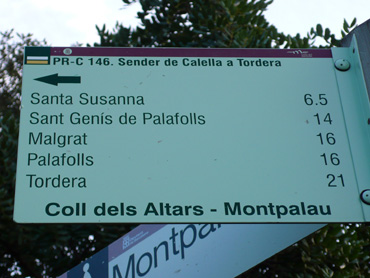 PR-C 146. Sender de Calella a Tordera
Santa Susanna 6.5
Sant Genís de Palafolls 14
Malgrat 16
Palafolls 16
Tordera 21
Coll dels Altars - Montpalau